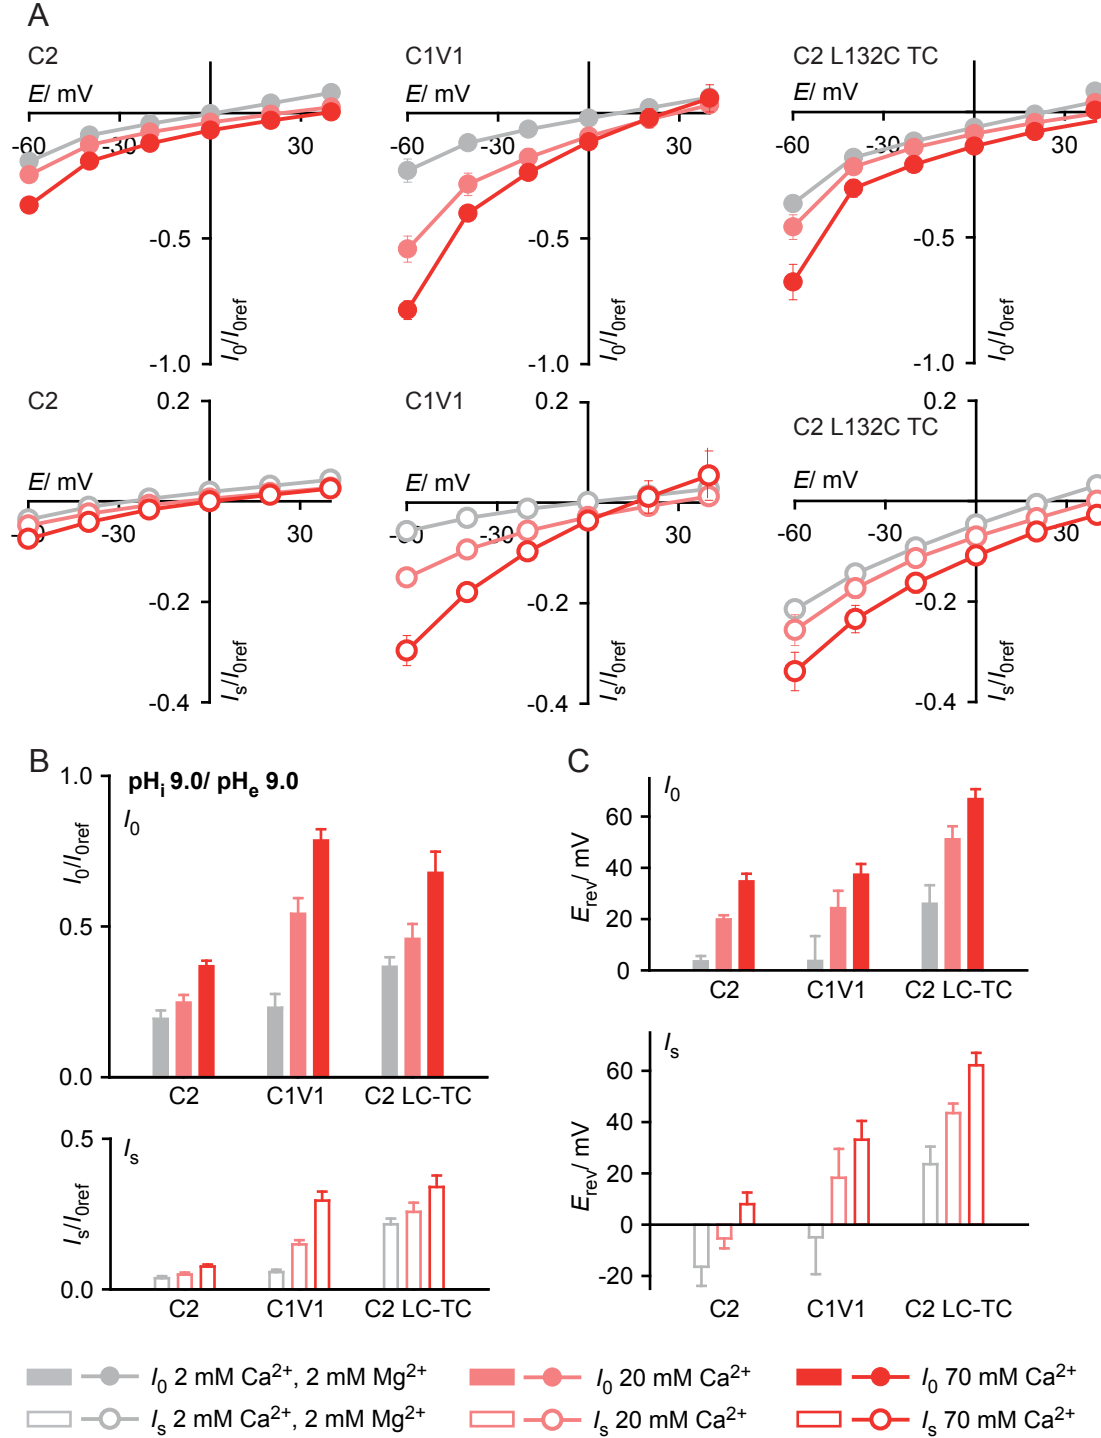 A
C2
C1V1
C2 L132C TC
E/ mV
E/ mV
E/ mV
-60 -30 30
-60 -30 30
-60 -30 30
-0.5
-0.5
-0.5
-1.0
-1.0
-1.0
I0/I0ref
I0/I0ref
I0/I0ref
C2
C1V1
C2 L132C TC
0.2
0.2
0.2
E/ mV
E/ mV
E/ mV
-30 30
-60 -30 30
-60 -30 30
-0.2
-0.2
-0.2
-0.4
-0.4
-0.4
Is/I0ref
Is/I0ref
Is/I0ref
B
pHi 9.0/ pHe 9.0
I0
I0/I0ref
1.0
0.5
0.0
C2 C1V1 C2 LC-TC
Is
Is/I0ref
0.5
0.0
C2 C1V1 C2 LC-TC
C
I0
Erev/ mV
60
40
20
0
C2 C1V1 C2 LC-TC
Is
Erev/ mV
60
40
20
0
-20
C2 C1V1 C2 LC-TC
I0 2 mM Ca2+, 2 mM Mg2+
I0 20 mM Ca2+
I0 70 mM Ca2+
Is 2 mM Ca2+, 2 mM Mg2+
Is 20 mM Ca2+
Is 70 mM Ca2+